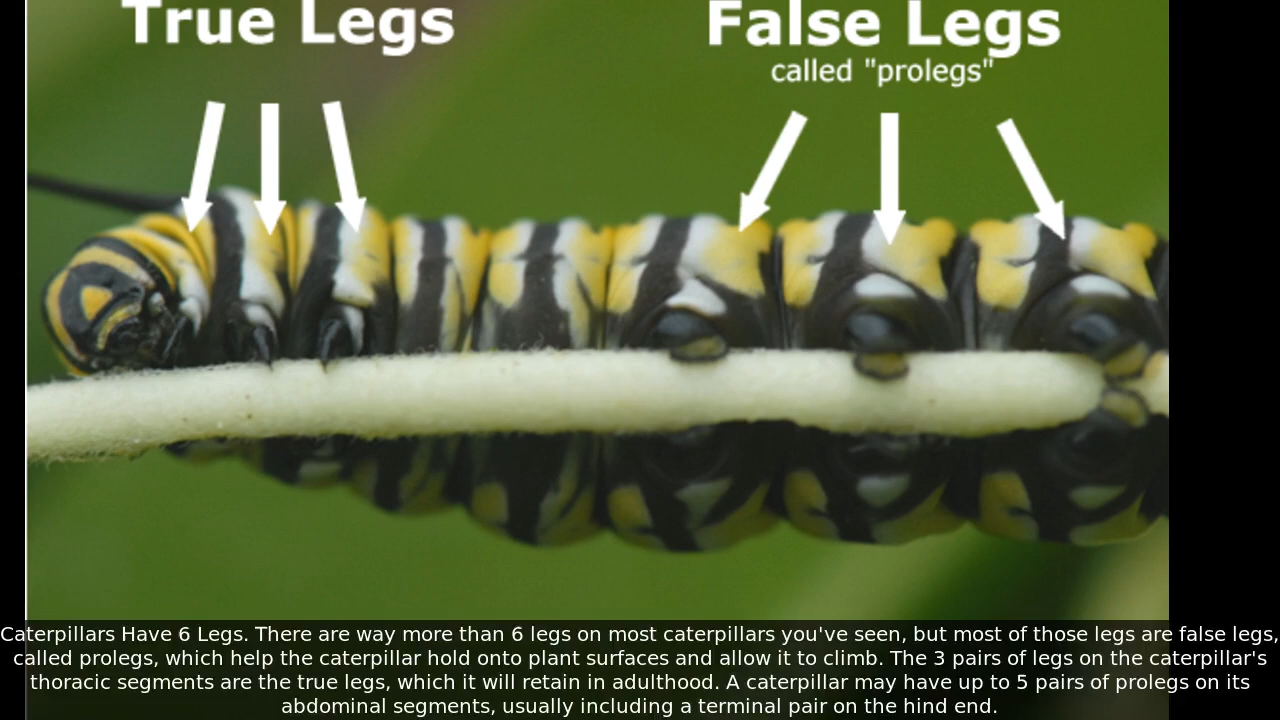 True Legs
False Legs
called "prolegs"
Caterpillars Have 6 Legs. There are way more than 6 legs on most caterpillars you've seen, but most of those legs are false legs,
called prolegs, which help the caterpillar hold onto plant surfaces and allow it to climb. The 3 pairs of legs on the caterpillar's
thoracic segments are the true legs, which it will retain in adulthood. A caterpillar may have up to 5 pairs of prolegs on its
abdominal segments, usually including a terminal pair on the hind end.